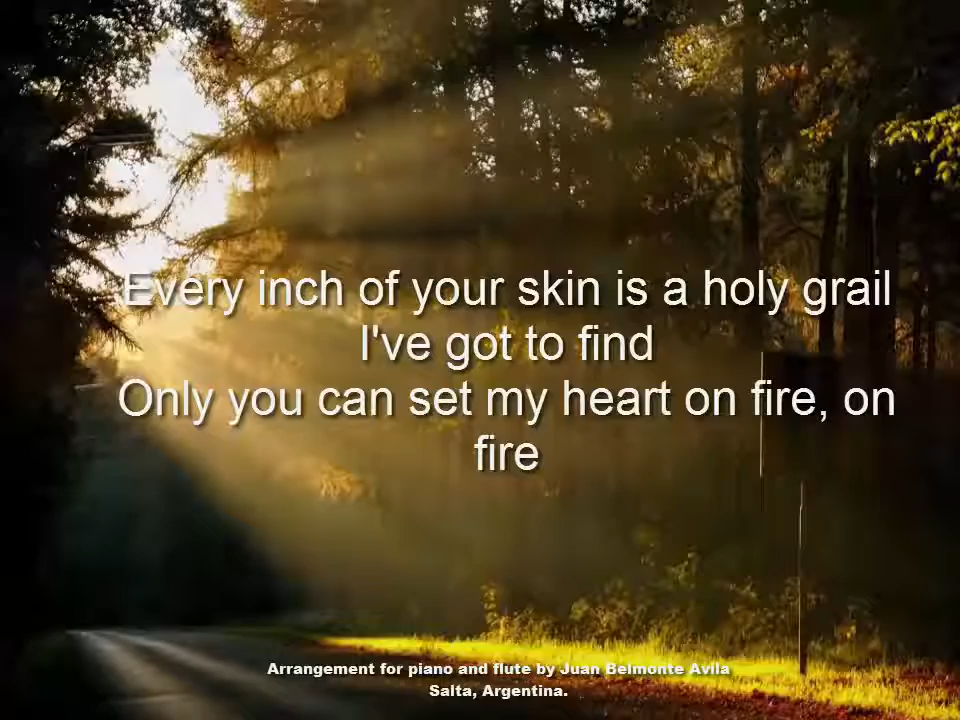 Every inch of your skin is a holy grail
I've got to find
Only you can set my heart on fire, on
fire
Arrangement for piano and flute by Juan Belmonte Avila
Salta, Argentina.